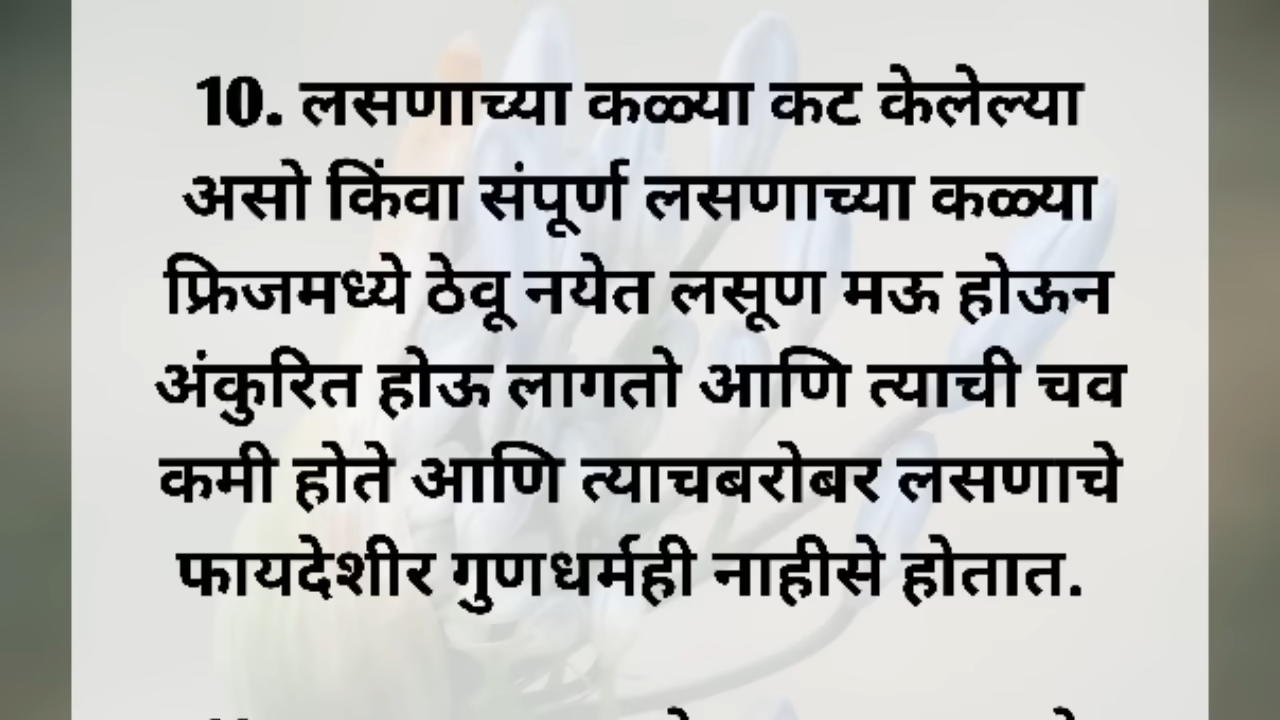 10. लसणाच्या कळ्या कट केलेल्या
असो किंवा संपूर्ण लसणाच्या कळ्या
फ्रिजमध्ये ठेवू नयेत लसूण मऊ होऊन
अंकुरित होऊ लागतो आणि त्याची चव
कमी होते आणि त्याचबरोबर लसणाचे
फायदेशीर गुणधर्मही नाहीसे होतात.